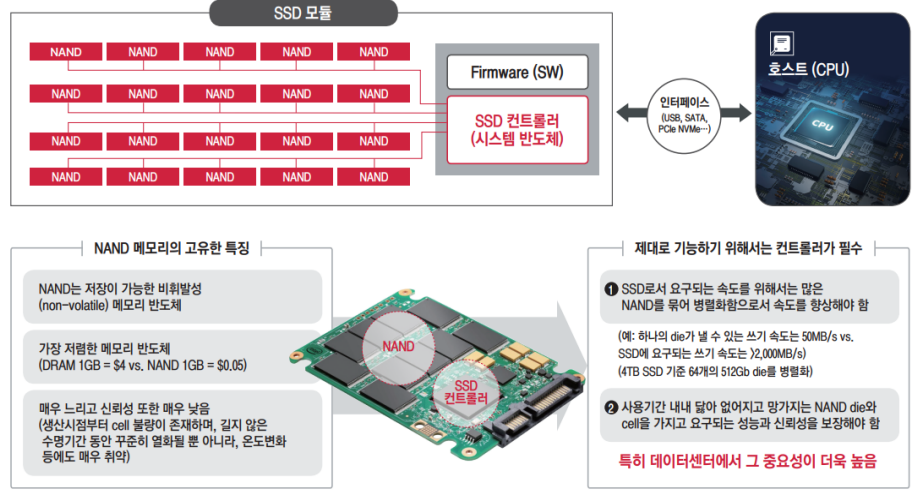 SSD 모듈
NAND NAND NAND NAND NAND
NAND NAND NAND NAND NAND
NAND NAND NAND NAND NAND
NAND NAND NAND NAND NAND
Firmware (SW)
SSD 컨트롤러
(시스템 반도체)
인터페이스
(USB, SATA,
PCIe NVMe…)
호스트 (CPU)
CPU
NAND 메모리의 고유한 특징
NAND는 저장이 가능한 비휘발성
(non-volatile) 메모리 반도체
가장 저렴한 메모리 반도체
(DRAM 1GB = $4 vs. NAND 1GB = $0.05)
매우 느리고 신뢰성 또한 매우 낮음
(생산시점부터 cell 불량이 존재하며, 길지 않은
수명기간 동안 꾸준히 열화될 뿐 아니라, 온도변화
등에도 매우 취약)
NAND
SSD
컨트롤러
제대로 기능하기 위해서는 컨트롤러가 필수
❶ SSD로서 요구되는 속도를 위해서는 많은
NAND를 묶어 병렬화함으로서 속도를 향상해야 함
(예: 하나의 die가 낼 수 있는 쓰기 속도는 50MB/s vs.
SSD에 요구되는 쓰기 속도는 >2,000MB/s)
(4TB SSD 기준 64개의 512Gb die를 병렬화)
❷ 사용기간 내내 닳아 없어지고 망가지는 NAND die와
cell을 가지고 요구되는 성능과 신뢰성을 보장해야 함
특히 데이터센터에서 그 중요성이 더욱 높음